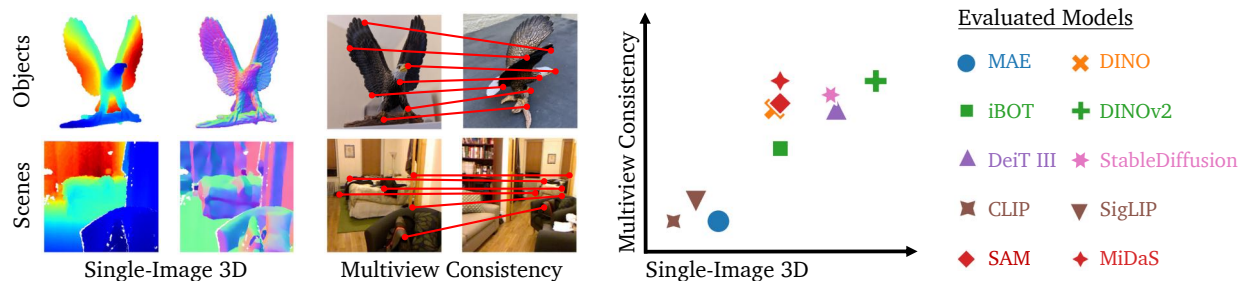 Objects
Scenes
Single-Image 3D
Multiview Consistency
Multiview Consistency
Single-Image 3D
Evaluated Models
MAE
DINO
iBOT
DINOv2
DeiT III
StableDiffusion
CLIP
SigLIP
SAM
MiDaS